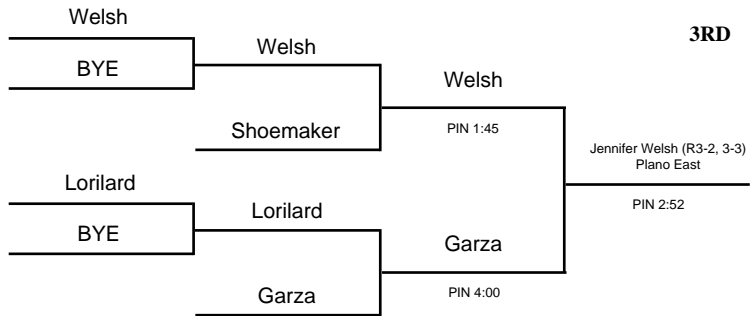 Welsh
3RD
BYE
Welsh
Welsh
Shoemaker
PIN 1:45
Jennifer Welsh (R3-2, 3-3)
Plano East
Lorilard
PIN 2:52
BYE
Lorilard
Garza
Garza
PIN 4:00